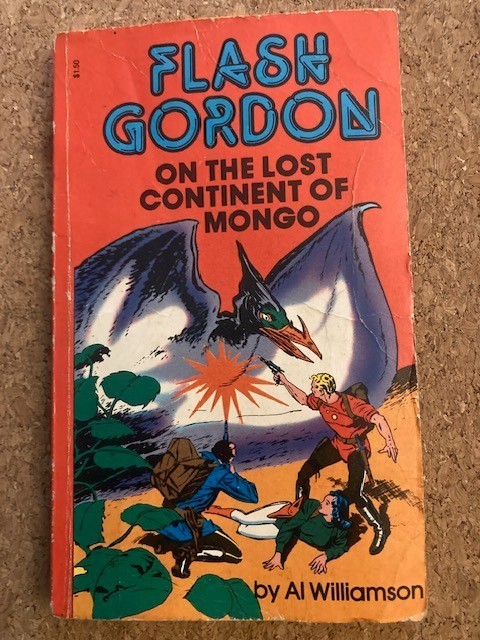 $1.50
FLASH
GORDON
ON THE LOST
CONTINENT OF
MONGO
by Al Williamson